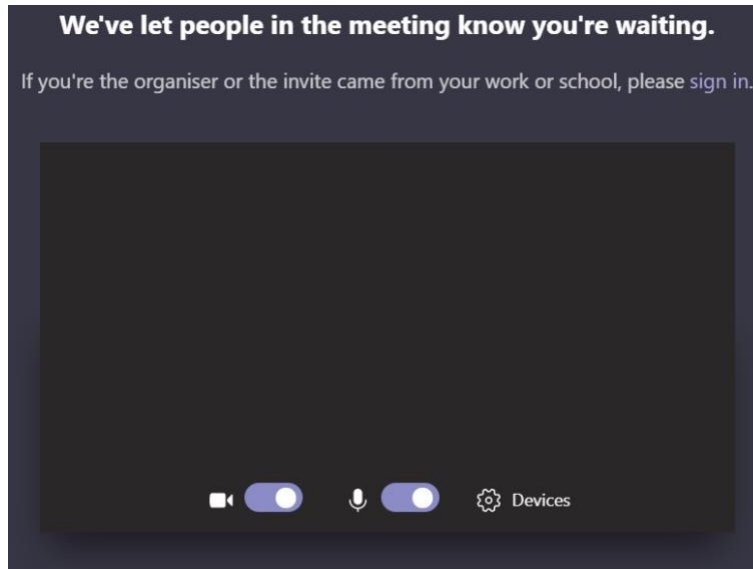 We've let people in the meeting know you're waiting.
If you're the organiser or the invite came from your work or school, please sign in.
Devices